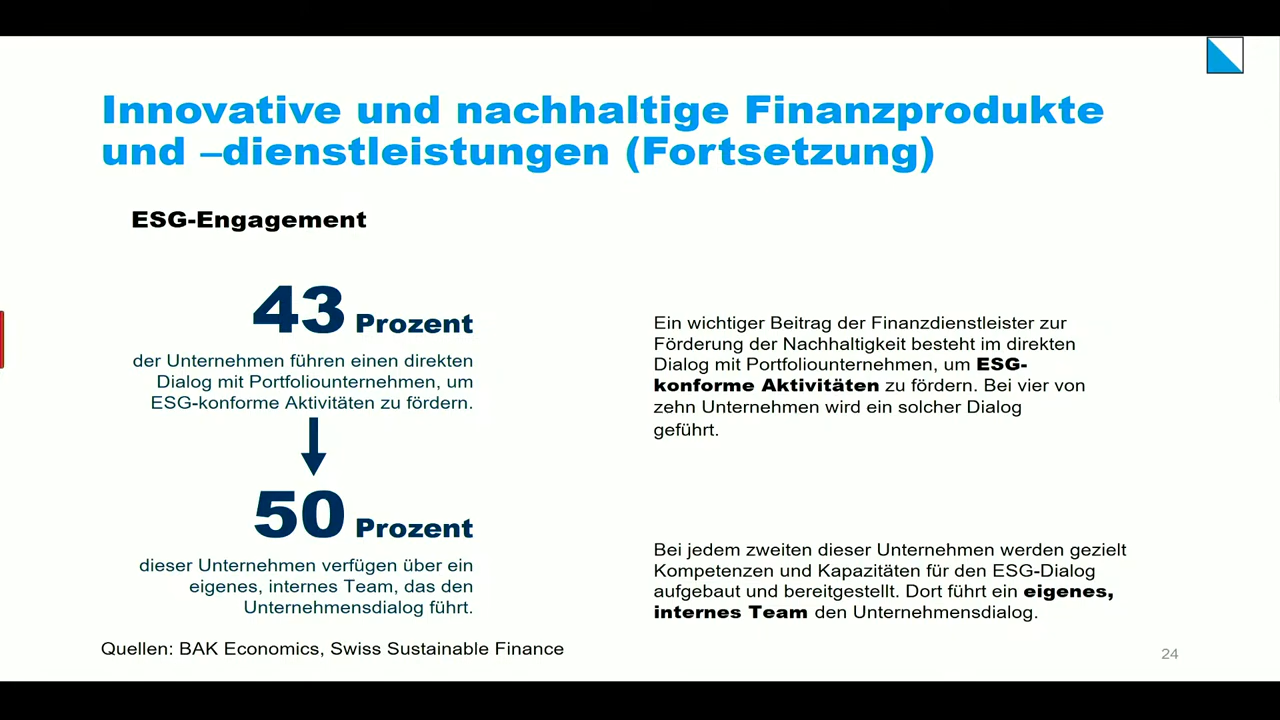 Innovative und nachhaltige Finanzprodukte
und –dienstleistungen (Fortsetzung)
ESG-Engagement
43 Prozent
der Unternehmen führen einen direkten
Dialog mit Portfoliounternehmen, um
ESG-konforme Aktivitäten zu fördern.
50 Prozent
dieser Unternehmen verfügen über ein
eigenes, internes Team, das den
Unternehmensdialog führt.
Ein wichtiger Beitrag der Finanzdienstleister zur
Förderung der Nachhaltigkeit besteht im direkten
Dialog mit Portfoliounternehmen, um ESG-
konforme Aktivitäten zu fördern. Bei vier von
zehn Unternehmen wird ein solcher Dialog
geführt.
Bei jedem zweiten dieser Unternehmen werden gezielt
Kompetenzen und Kapazitäten für den ESG-Dialog
aufgebaut und bereitgestellt. Dort führt ein eigenes,
internes Team den Unternehmensdialog.
Quellen: BAK Economics, Swiss Sustainable Finance
24